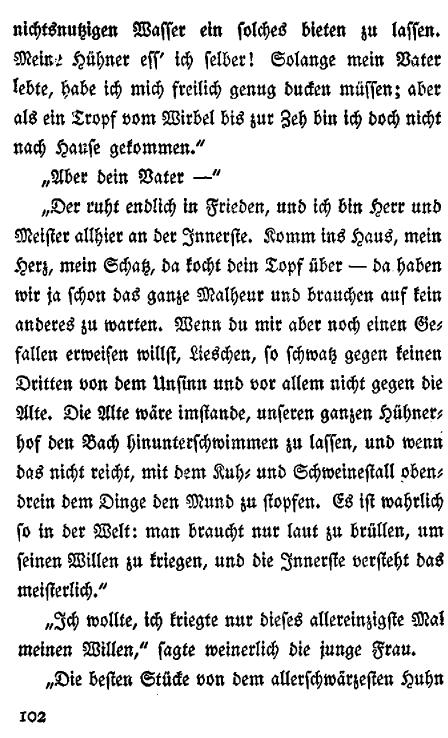 nichtsnutzigen Wasser ein solches bieten zu lassen.
Meine Hühner ess' ich selber! Solange mein Vater
lebte, habe ich mich freilich genug ducken müssen; aber
als ein Tropf vom Wirbel bis zur Zeh bin ich doch nicht
nach Hause gekommen.“
„Aber dein Vater —“
„Der ruht endlich in Frieden, und ich bin Herr und
Meister allhier an der Innerste. Komm ins Haus, mein
Herz, mein Schatz, da kocht dein Topf über — da haben
wir ja schon das ganze Malheur und brauchen auf kein
anderes zu warten. Wenn du mir aber noch einen Ge-
fallen erweisen willst, Lieschen, so schwatz gegen keinen
Dritten von dem Unsinn und vor allem nicht gegen die
Alte. Die Alte wäre imstande, unseren ganzen Hühner-
hof den Bach hinunterschwimmen zu lassen, und wenn
das nicht reicht, mit dem Kuh- und Schweinestall oben-
drein dem Dinge den Mund zu stopfen. Es ist wahrlich
so in der Welt: man braucht nur laut zu brüllen, um
seinen Willen zu kriegen, und die Innerste versteht das
meisterlich.“
„Ich wollte, ich kriegte nur dieses allereinzigste Mal
meinen Willen,“ sagte weinerlich die junge Frau.
„Die besten Stücke von dem allerschwärzesten Huhn
102